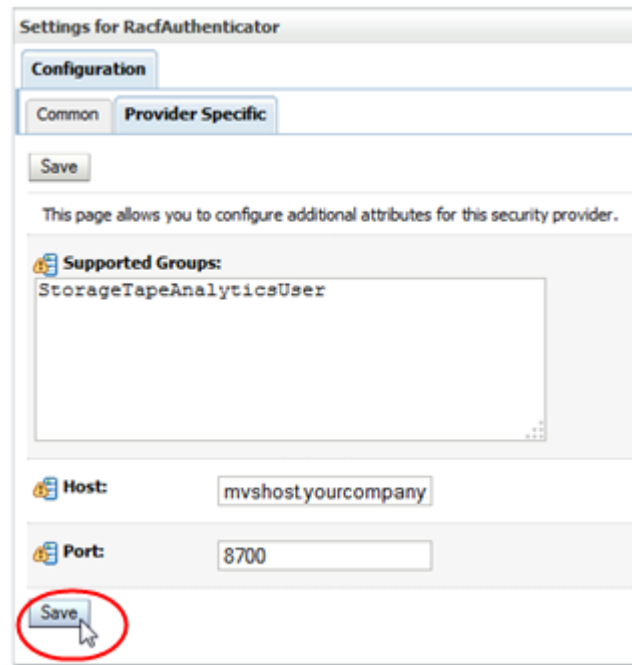 Settings for RacfAuthenticator
Configuration
Common Provider Specific
Save
This page allows you to configure additional attributes for this security provider.
Supported Groups:
StorageTapeAnalyticsUser
Host: mvshost.yourcompany
Port: 8700
Save